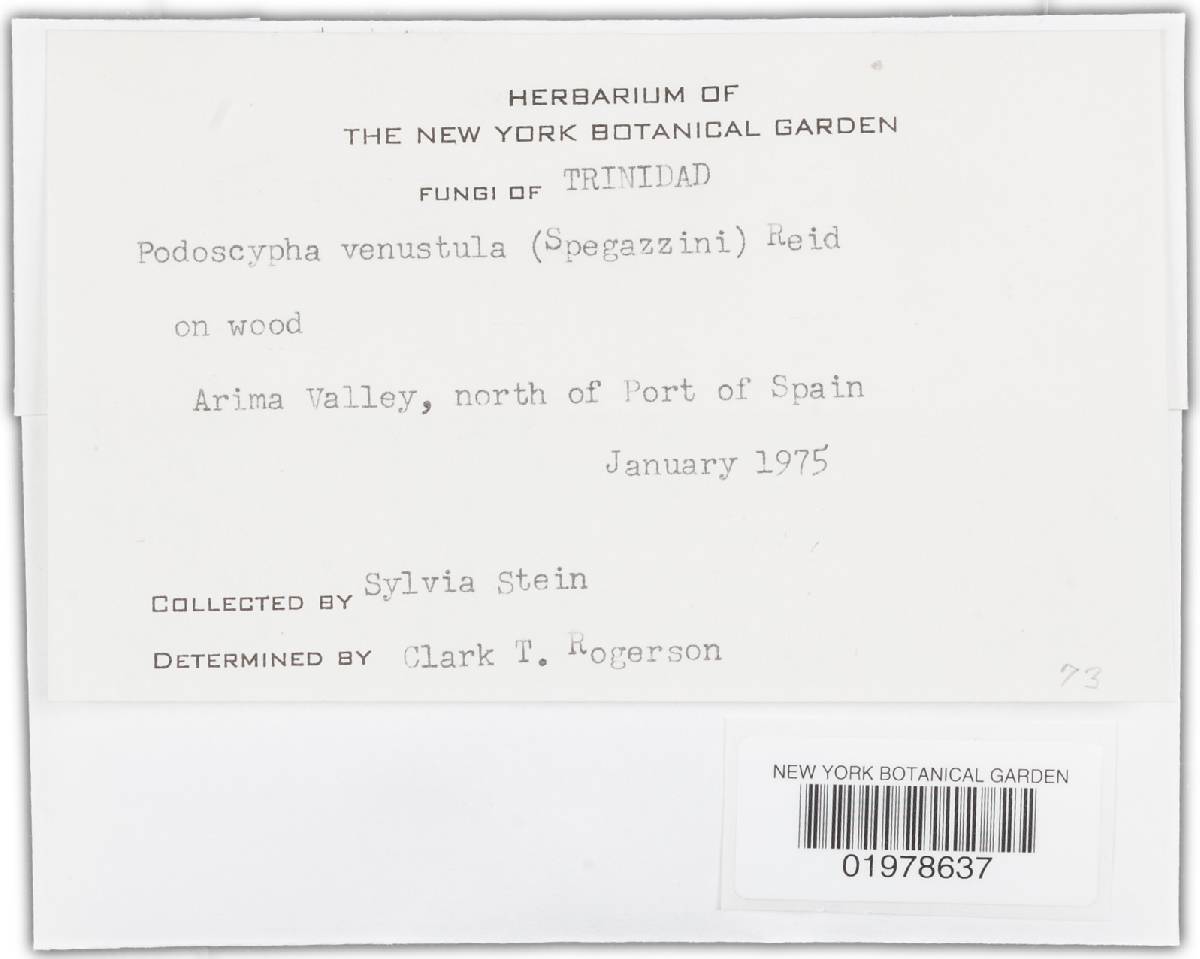 HERBARIUM OF
THE NEW YORK BOTANICAL GARDEN
FUNGI OF TRINIDAD
Podoscypha venustula (Spegazzini) Reid
on wood
Arima Valley, north of Port of Spain
January 1975
COLLECTED BY Sylvia Stein
DETERMINED BY Clark T. Rogerson
73
NEW YORK BOTANICAL GARDEN
01978637